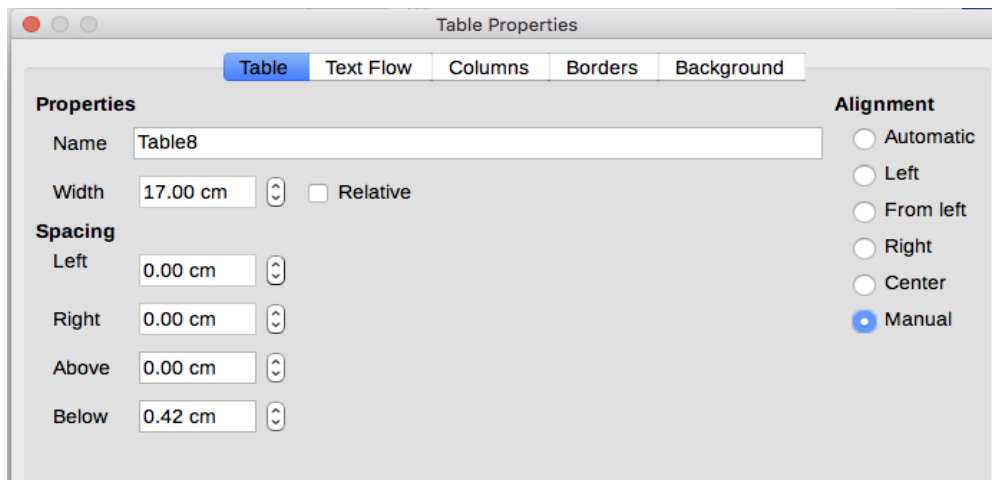 Table Properties
Table Text Flow Columns Borders Background
Properties
Name Table8
Width 17.00 cm Relative
Spacing
Left 0.00 cm
Right 0.00 cm
Above 0.00 cm
Below 0.42 cm
Alignment
Automatic
Left
From left
Right
Center
Manual